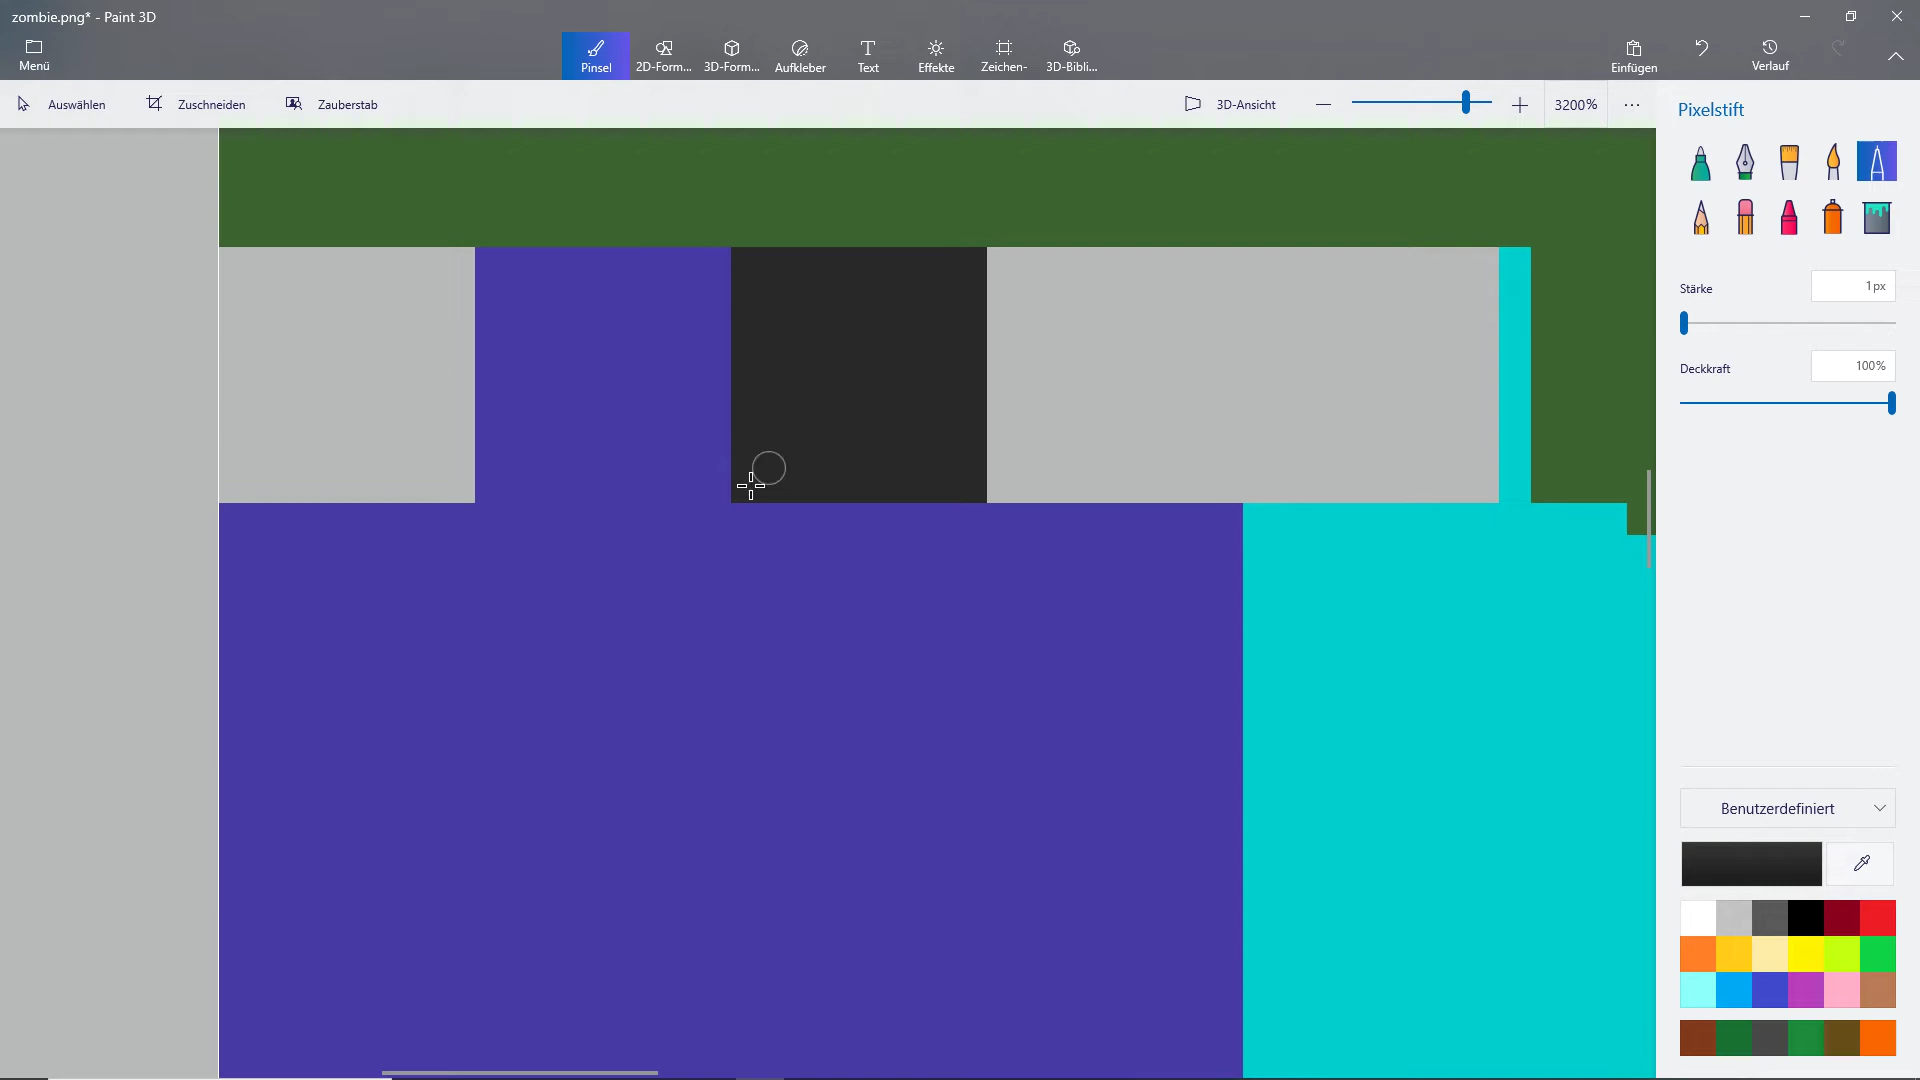 zombie.png* - Paint 3D
Menü
Pinsel
2D-Form...
3D-Form...
Aufkleber
Text
Effekte
Zeichen-
3D-Bibli...
Einfügen
Verlauf
Auswählen
Zuschneiden
Zauberstab
3D-Ansicht
3200%
Pixelstift
Stärke
1px
Deckkraft
100%
Benutzerdefiniert